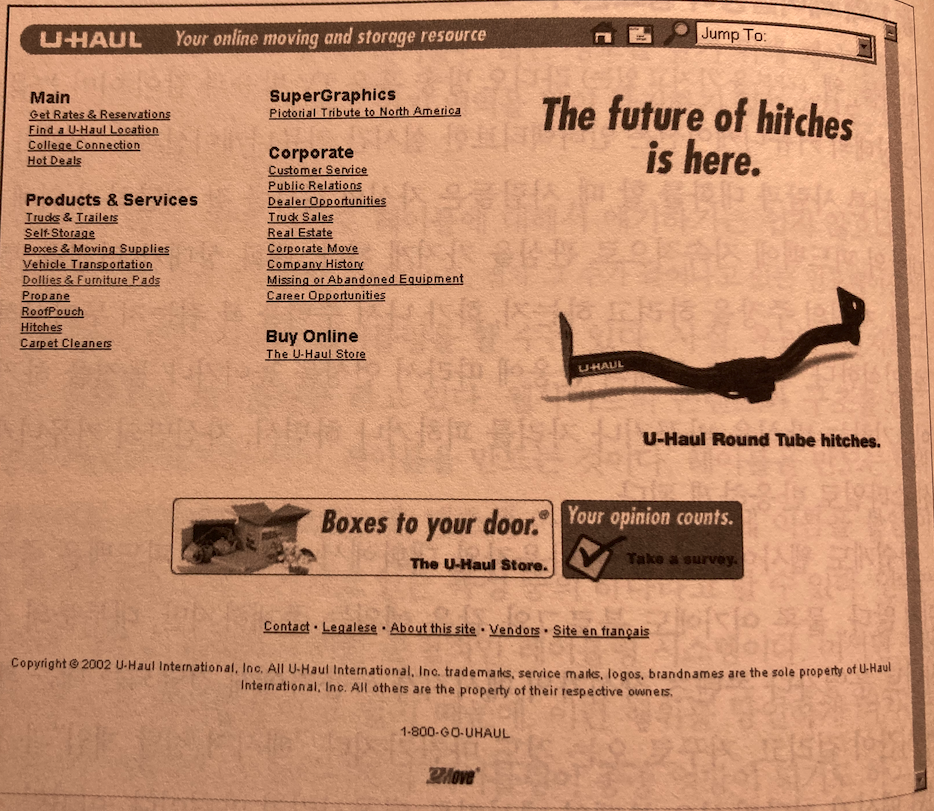 U-HAUL Your online moving and storage resource Jump To:
Main
Get Rates & Reservations
Find a U-Haul Location
College Connection
Hot Deals
Products & Services
Trucks & Trailers
Self-Storage
Boxes & Moving Supplies
Vehicle Transportation
Dollies & Furniture Pads
Propane
RoofPouch
Hitches
Carpet Cleaners
SuperGraphics
Pictorial Tribute to North America
Corporate
Customer Service
Public Relations
Dealer Opportunities
Truck Sales
Real Estate
Corporate Move
Company History
Missing or Abandoned Equipment
Career Opportunities
Buy Online
The U-Haul Store
The future of hitches
is here.
U-HAUL
U-Haul Round Tube hitches.
Boxes to your door.®
The U-Haul Store.
Your opinion counts.
Take a survey.
Contact • Legalese • About this site • Vendors • Site en français
Copyright © 2002 U-Haul International, Inc. All U-Haul International, Inc. trademarks, service marks, logos, brandnames are the sole property of U-Haul
International, Inc. All others are the property of their respective owners.
1-800-GO-UHAUL